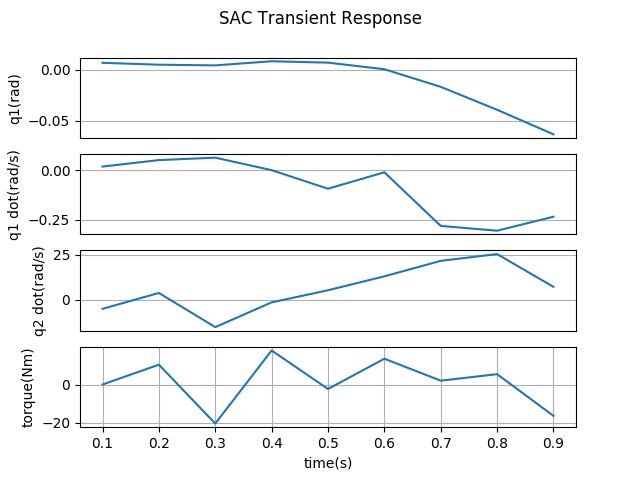 SAC Transient Response
q1(rad)
0.00
−0.05
q1 dot(rad/s)
0.00
−0.25
q2 dot(rad/s)
25
0
torque(Nm)
0
−20
0.1 0.2 0.3 0.4 0.5 0.6 0.7 0.8 0.9
time(s)